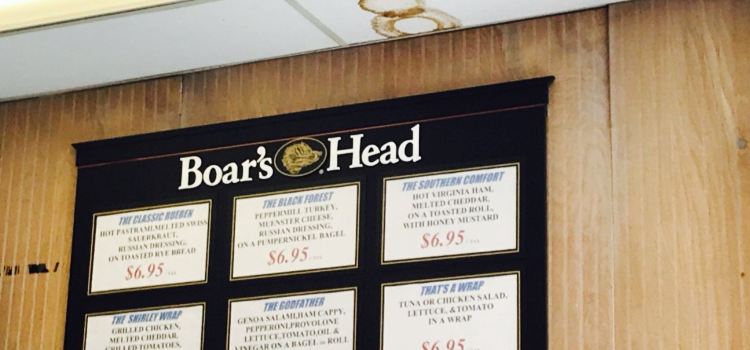 Boar's Head
THE CLASSIC RUEBEN
HOT PASTRAMI,MELTED SWISS
SAUERKRAUT,
RUSSIAN DRESSING,
ON TOASTED RYE BREAD
$6.95
THE BLACK FOREST
PEPPERMILL TURKEY,
MUENSTER CHEESE,
RUSSIAN DRESSING,
ON A PUMPERNICKEL BAGEL
$6.95
THE SOUTHERN COMFORT
HOT VIRGINIA HAM,
MELTED CHEDDAR,
ON A TOASTED ROLL,
WITH HONEY MUSTARD
$6.95
THE SHIRLEY WRAP
GRILLED CHICKEN,
MELTED CHEDDAR,
GRILLED TOMATOES,
THE GODFATHER
GENOA SALAMI,HAM CAPPY,
PEPPERONI,PROVOLONE
LETTUCE,TOMATO,OIL &
VINEGAR ON A BAGEL or ROLL
THAT'S A WRAP
TUNA OR CHICKEN SALAD,
LETTUCE, &TOMATO
IN A WRAP
$6.95